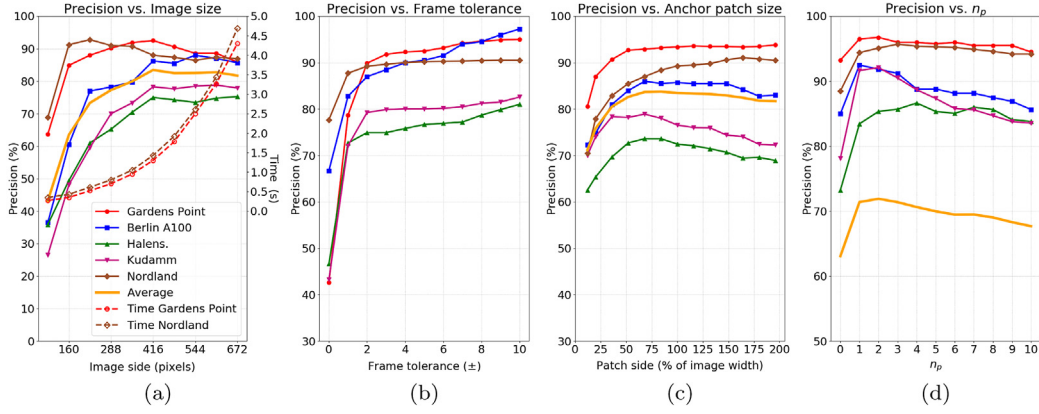 Precision vs. Image size
100
90
80
70
60
50
40
30
20
10
0
Precision (%)
160 288 416 544 672
Image side (pixels)
5.0
4.5
4.0
3.5
3.0
2.5
2.0
1.5
1.0
0.5
0.0
Time (s)
Gardens Point
Berlin A100
Halens.
Kudamm
Nordland
Average
Time Gardens Point
Time Nordland
(a)
Precision vs. Frame tolerance
100
90
80
70
60
50
40
30
Precision (%)
0 2 4 6 8 10
Frame tolerance (±)
(b)
Precision vs. Anchor patch size
100
90
80
70
60
50
40
30
Precision (%)
25 50 75 100 125 150 175 200
Patch side (% of image width)
(c)
Precision vs. n_p
100
90
80
70
60
50
Precision (%)
0 1 2 3 4 5 6 7 8 9 10
n_p
(d)